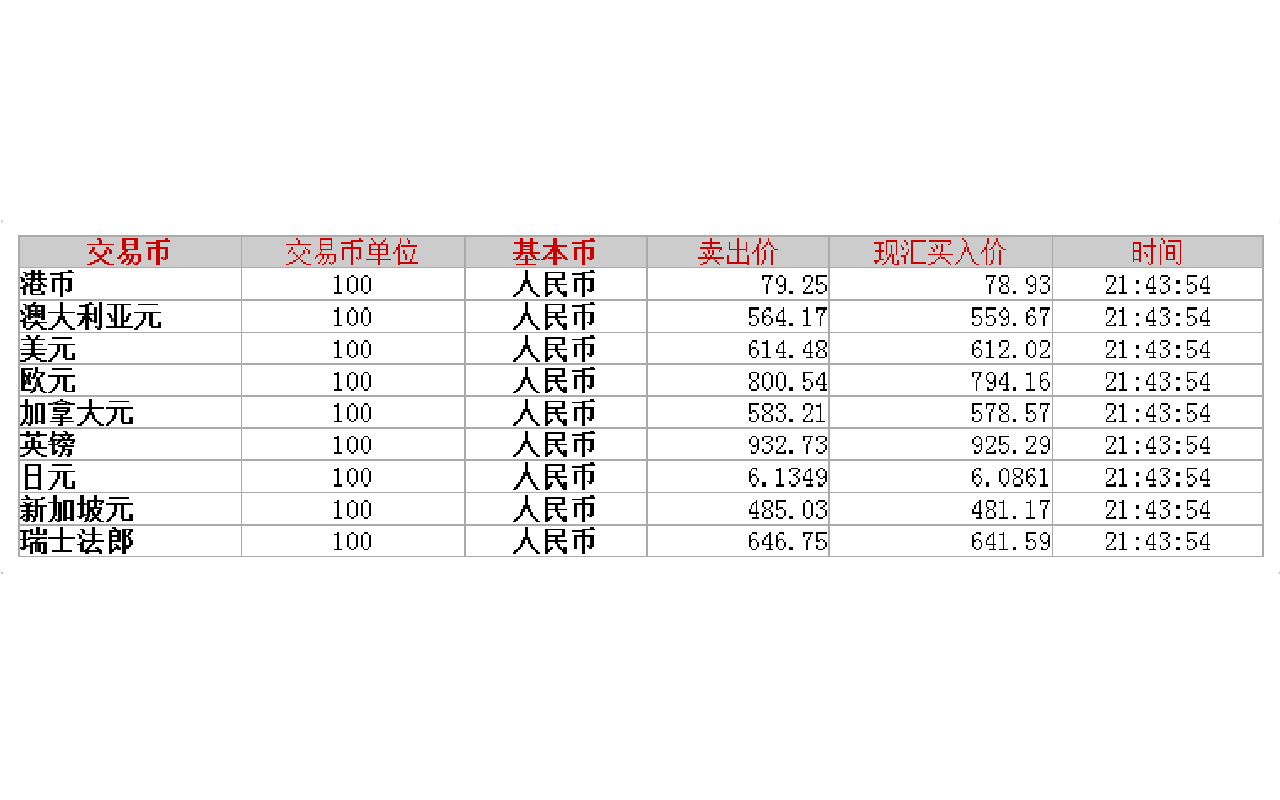 交易币 交易币单位 基本币 卖出价 现汇买入价 时间
港币 100 人民币 79.25 78.93 21:43:54
澳大利亚元 100 人民币 564.17 559.67 21:43:54
美元 100 人民币 614.48 612.02 21:43:54
欧元 100 人民币 800.54 794.16 21:43:54
加拿大元 100 人民币 583.21 578.57 21:43:54
英镑 100 人民币 932.73 925.29 21:43:54
日元 100 人民币 6.1349 6.0861 21:43:54
新加坡元 100 人民币 485.03 481.17 21:43:54
瑞士法郎 100 人民币 646.75 641.59 21:43:54